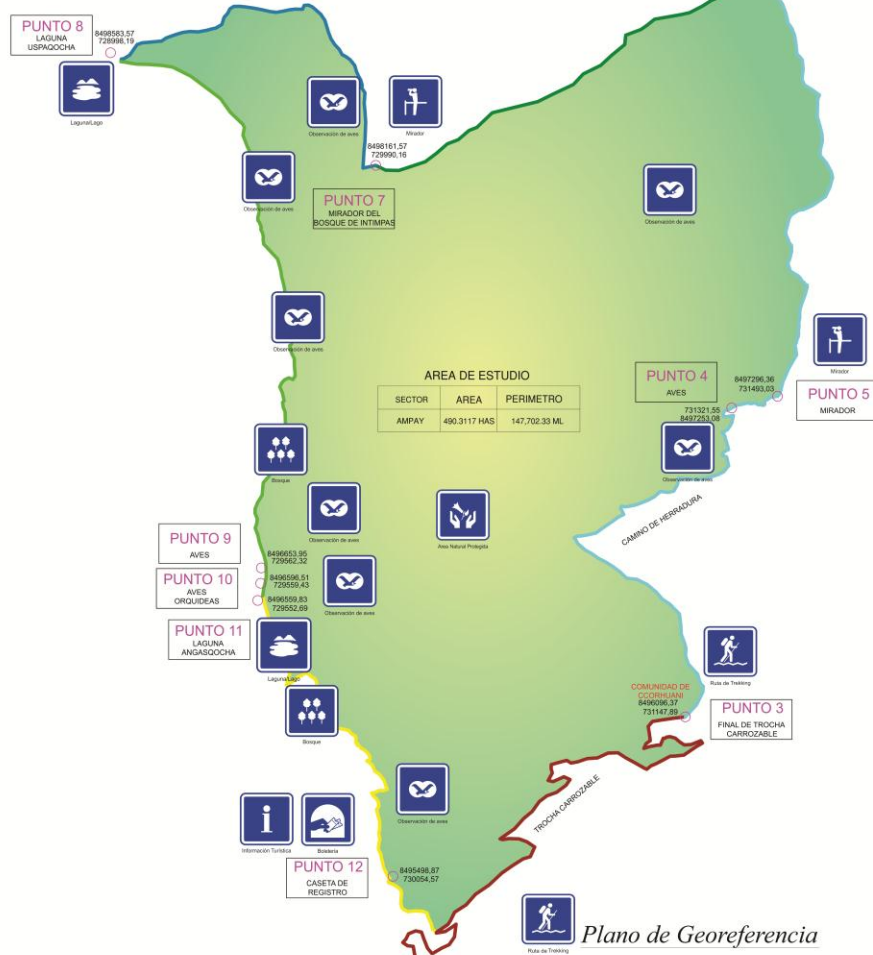 PUNTO 8
LAGUNA
USPAQOCHA
8498583,57
728998,19
Laguna/Lago
Observación de aves
Mirador
8498161,57
729990,16
Observación de aves
PUNTO 7
MIRADOR DEL
BOSQUE DE INTIMPAS
Observación de aves
Observación de aves
Mirador
AREA DE ESTUDIO
SECTOR AREA PERIMETRO
AMPAY 490.3117 HAS 147,702.33 ML
PUNTO 4
AVES
8497296,36
731493,03
PUNTO 5
MIRADOR
731321,55
8497253,08
Observación de aves
Bosque
CAMINO DE HERRADURA
Observación de aves
Area Natural Protegida
PUNTO 9
AVES
8496653,95
729562,32
PUNTO 10
AVES
ORQUIDEAS
8496596,51
729559,43
8496559,83
729552,69
Observación de aves
PUNTO 11
LAGUNA
ANGASQOCHA
Laguna/Lago
Ruta de Trekking
COMUNIDAD DE
CCORHUANI
8496096,37
731147,89
PUNTO 3
FINAL DE TROCHA
CARROZABLE
Bosque
TROCHA CARROZABLE
Observación de aves
Información Turística
Boletería
PUNTO 12
CASETA DE
REGISTRO
8495498,87
730054,57
Ruta de Trekking
Plano de Georeferencia